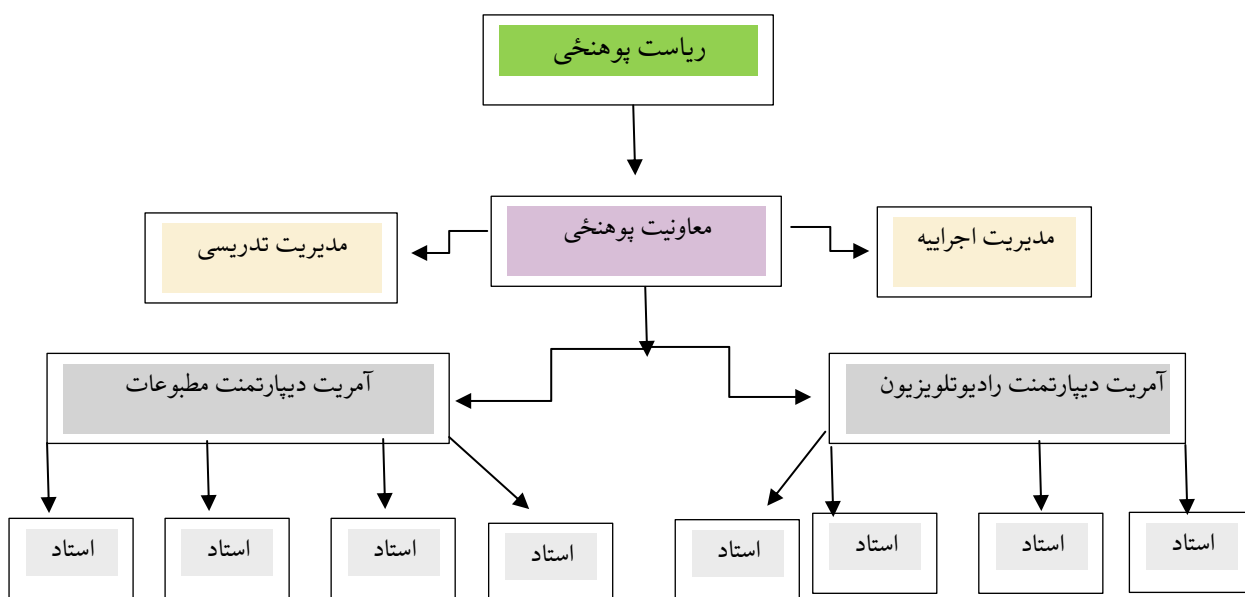 ریاست پوهنځی
معاونیت پوهنځی
مدیریت اجراییه
مدیریت تدریسی
آمریت دیپارتمنت رادیوتلویزیون
آمریت دیپارتمنت مطبوعات
استاد
استاد
استاد
استاد
استاد
استاد
استاد
استاد